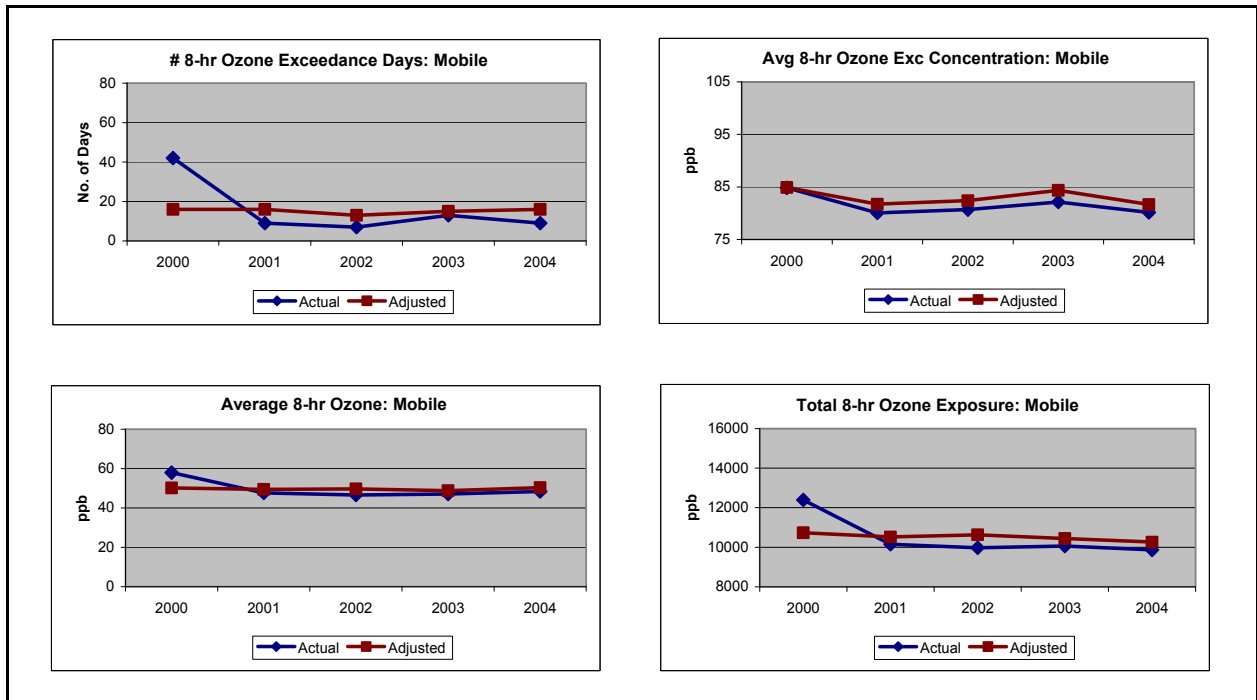 # 8-hr Ozone Exceedance Days: Mobile
80
60
40
20
0
No. of Days
2000 2001 2002 2003 2004
Actual Adjusted
Avg 8-hr Ozone Exc Concentration: Mobile
105
95
85
75
ppb
2000 2001 2002 2003 2004
Actual Adjusted
Average 8-hr Ozone: Mobile
80
60
40
20
0
ppb
2000 2001 2002 2003 2004
Actual Adjusted
Total 8-hr Ozone Exposure: Mobile
16000
14000
12000
10000
8000
ppb
2000 2001 2002 2003 2004
Actual Adjusted